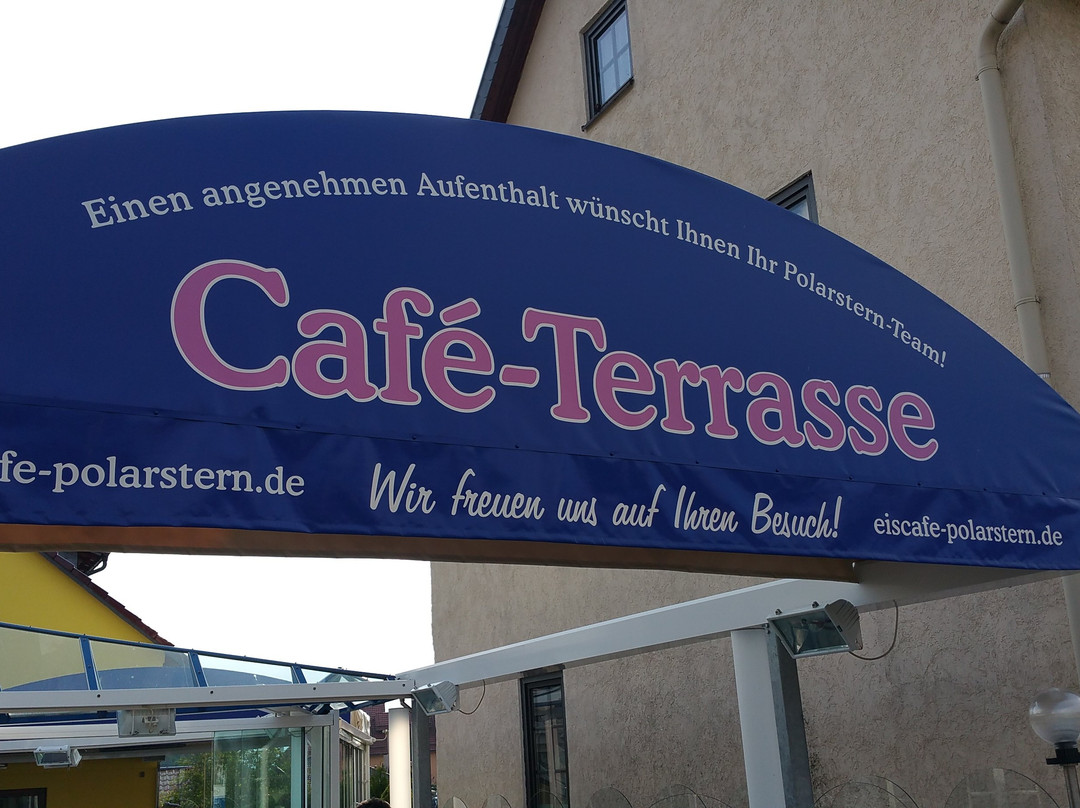 Einen angenehmen Aufenthalt wünscht Ihnen Ihr Polarstern-Team!
Café-Terrasse
fe-polarstern.de Wir freuen uns auf Ihren Besuch! eiscafe-polarstern.de